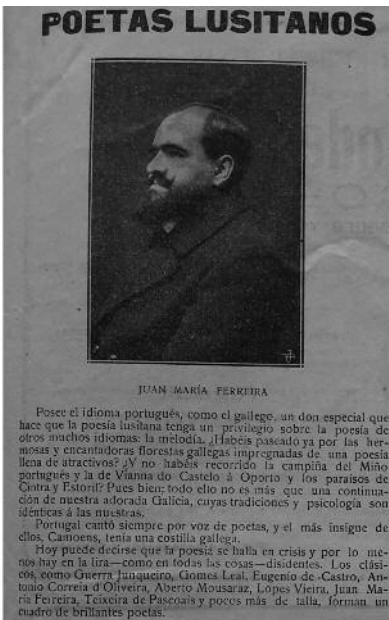 POETAS LUSITANOS
JUAN MARÍA FERREIRA
Posee el idioma portugués, como el gallego, un don especial que
hace que la poesía lusitana tenga un privilegio sobre la poesía de
otros muchos idiomas: la melodía. ¿Habéis paseado ya por las her-
mosas y encantadoras florestas gallegas impregnadas de una poesía
llena de atractivos? ¿Y no habéis recorrido la campiña del Miño
portugués y la de Vianna do Castelo á Oporto y los paraísos de
Cintra y Estoril? Pues bien; todo ello no es más que una continua-
ción de nuestra adorada Galicia, cuyas tradiciones y psicología son
idénticas á las nuestras.
Portugal cantó siempre por voz de poetas, y el más insigne de
ellos, Camoens, tenía una costilla gallega.
Hoy puede decirse que la poesía se halla en crisis y por lo me-
nos hay en la lira—como en todas las cosas—disidentes. Los clási-
cos, como Guerra Junqueiro, Gomes Leal, Eugenio de Castro, An-
tonio Correia d'Oliveira, Aberto Mousaraz, Lopes Vieira, Juan Ma-
ría Ferreira, Teixeira de Pascoais y pocos más de talla, forman un
cuadro de brillantes poetas.